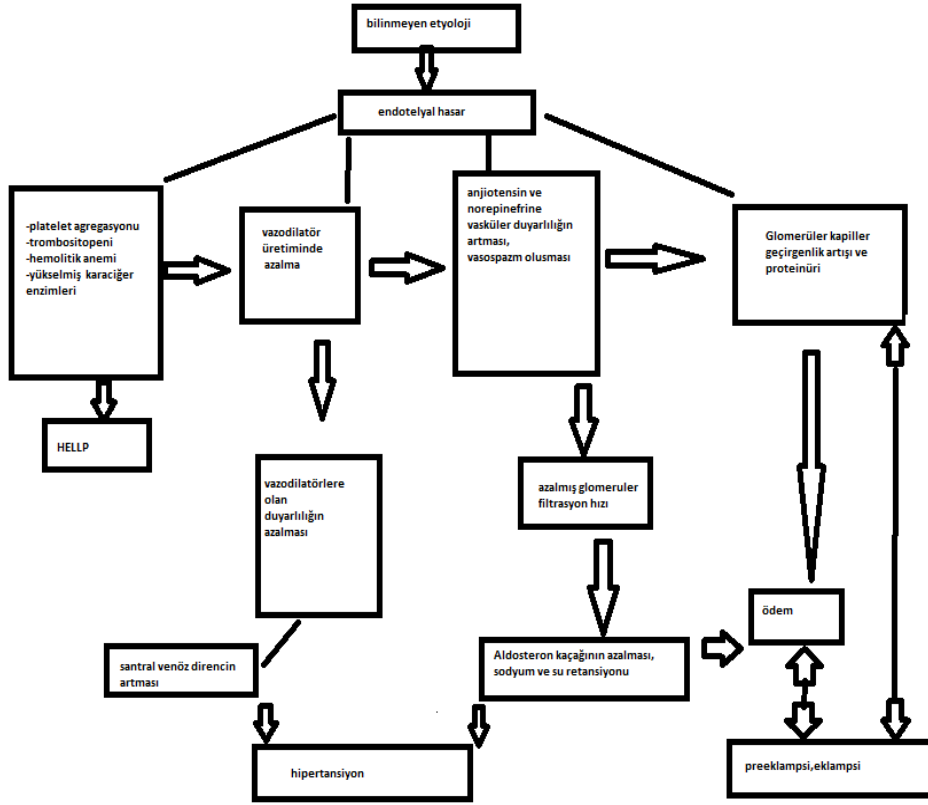 bilinmeyen etyoloji
endotelyal hasar
-platelet agregasyonu
-trombositopeni
-hemolitik anemi
-yükselmiş karaciğer
enzimleri
vazodilatör
üretiminde
azalma
anjiotensin ve
norepinefrine
vasküler duyarlılığın
artması,
vasospazm olusması
Glomerüler kapiller
geçirgenlik artışı ve
proteinüri
HELLP
vazodilatörlere
olan
duyarlılığın
azalması
azalmış glomeruler
filtrasyon hızı
ödem
santral venöz direncin
artması
Aldosteron kaçağının azalması,
sodyum ve su retansiyonu
hipertansiyon
preeklampsi,eklampsi